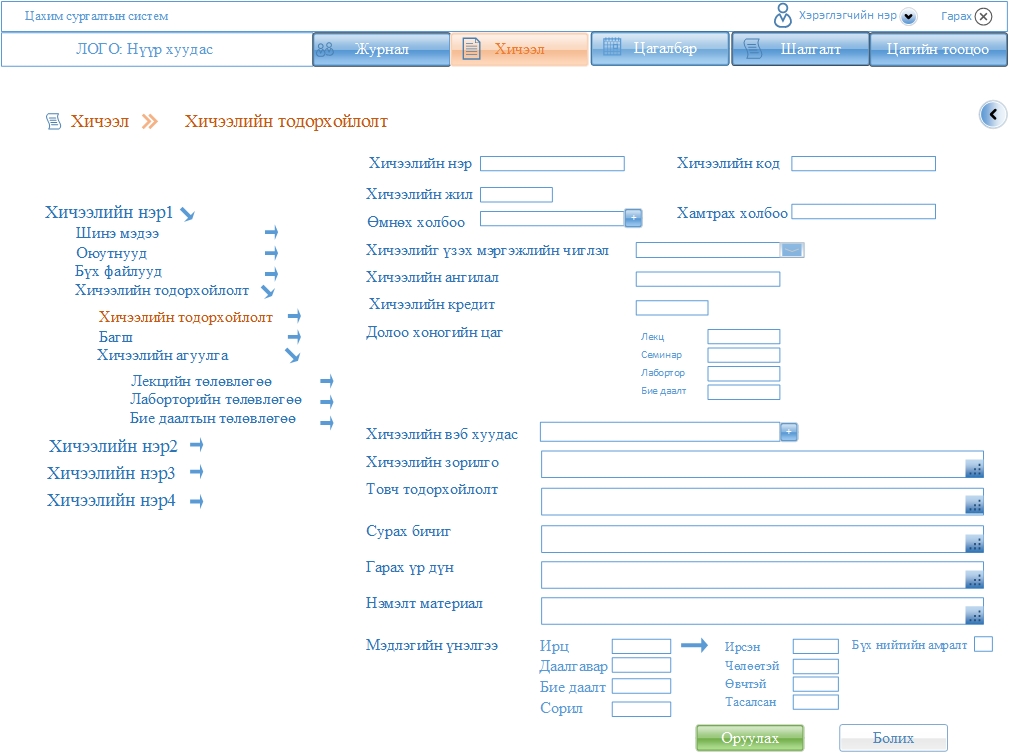 Цахим сургалтын систем
Хэрэглэгчийн нэр
Гарах
ЛОГО: Нүүр хуудас
Журнал
Хичээл
Цагалбар
Шалгалт
Цагийн тооцоо
Хичээл
Хичээлийн тодорхойлолт
Хичээлийн нэр1
Шинэ мэдээ
Оюутнууд
Бүх файлууд
Хичээлийн тодорхойлолт
Хичээлийн тодорхойлолт
Багш
Хичээлийн агуулга
Лекцийн төлөвлөгөө
Лаборторийн төлөвлөгөө
Бие даалтын төлөвлөгөө
Хичээлийн нэр2
Хичээлийн нэр3
Хичээлийн нэр4
Хичээлийн нэр
Хичээлийн код
Хичээлийн жил
Өмнөх холбоо
Хамтрах холбоо
Хичээлийг үзэх мэргэжлийн чиглэл
Хичээлийн ангилал
Хичээлийн кредит
Долоо хоногийн цаг
Лекц
Семинар
Лабортор
Бие даалт
Хичээлийн вэб хуудас
Хичээлийн зорилго
Товч тодорхойлолт
Сурах бичиг
Гарах үр дүн
Нэмэлт материал
Мэдлэгийн үнэлгээ
Ирц
Даалгавар
Бие даалт
Сорил
Ирсэн
Чөлөөтэй
Өвчтэй
Тасалсан
Бүх нийтийн амралт
Оруулах
Болих